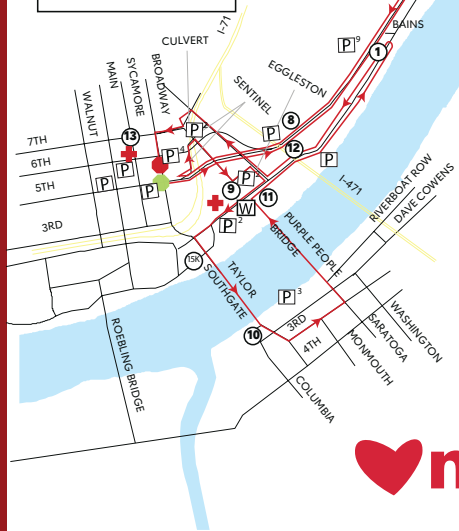 I-71
BAINS
P 9
1
CULVERT
MAIN
SYCAMORE
BROADWAY
SENTINEL
EGGLESTON
WALNUT
8
P
P 2
13
7TH
12
P 4
P
6TH
P
P
P
5TH
P
P 2
9
11
I-471
RIVERBOAT ROW
DAVE COWENS
W
P 2
3RD
PURPLE PEOPLE
BRIDGE
15K
TAYLOR
SOUTHGATE
P 3
ROEBLING BRIDGE
3RD
10
4TH
WASHINGTON
SARATOGA
MONMOUTH
COLUMBIA